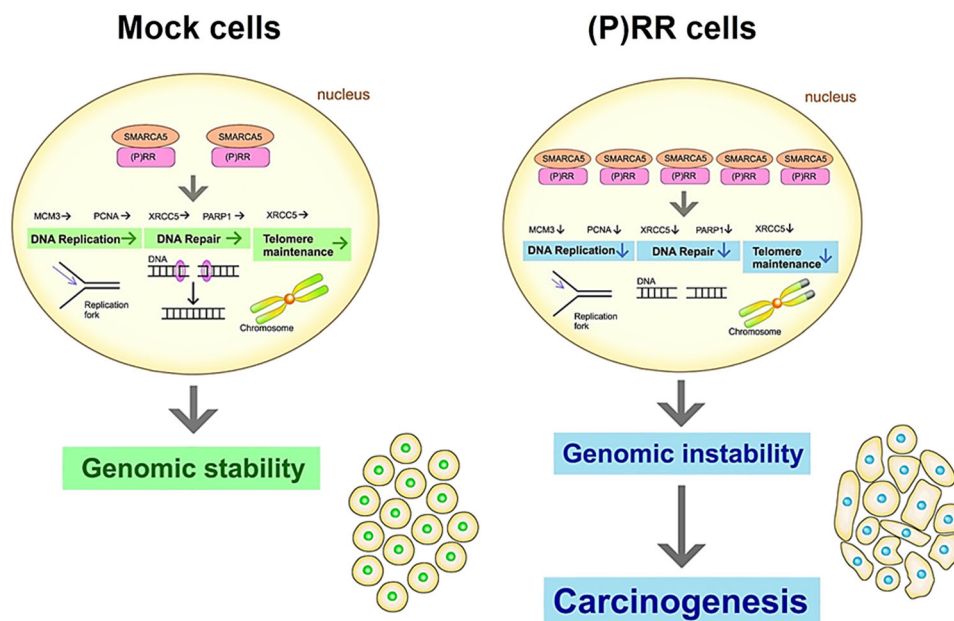 Mock cells
nucleus
SMARCA5 SMARCA5
(P)RR (P)RR
MCM3→ PCNA→ XRCC5→ PARP1→ XRCC5→
DNA Replication→ DNA Repair → Telomere
maintenance →
DNA
Replication
fork
Chromosome
Genomic stability
(P)RR cells
nucleus
SMARCA5 SMARCA5 SMARCA5 SMARCA5 SMARCA5
(P)RR (P)RR (P)RR (P)RR (P)RR
MCM3↓ PCNA↓ XRCC5↓ PARP1↓ XRCC5↓
DNA Replication↓ DNA Repair ↓ Telomere
maintenance ↓
DNA
Replication
fork
Chromosome
Genomic instability
Carcinogenesis